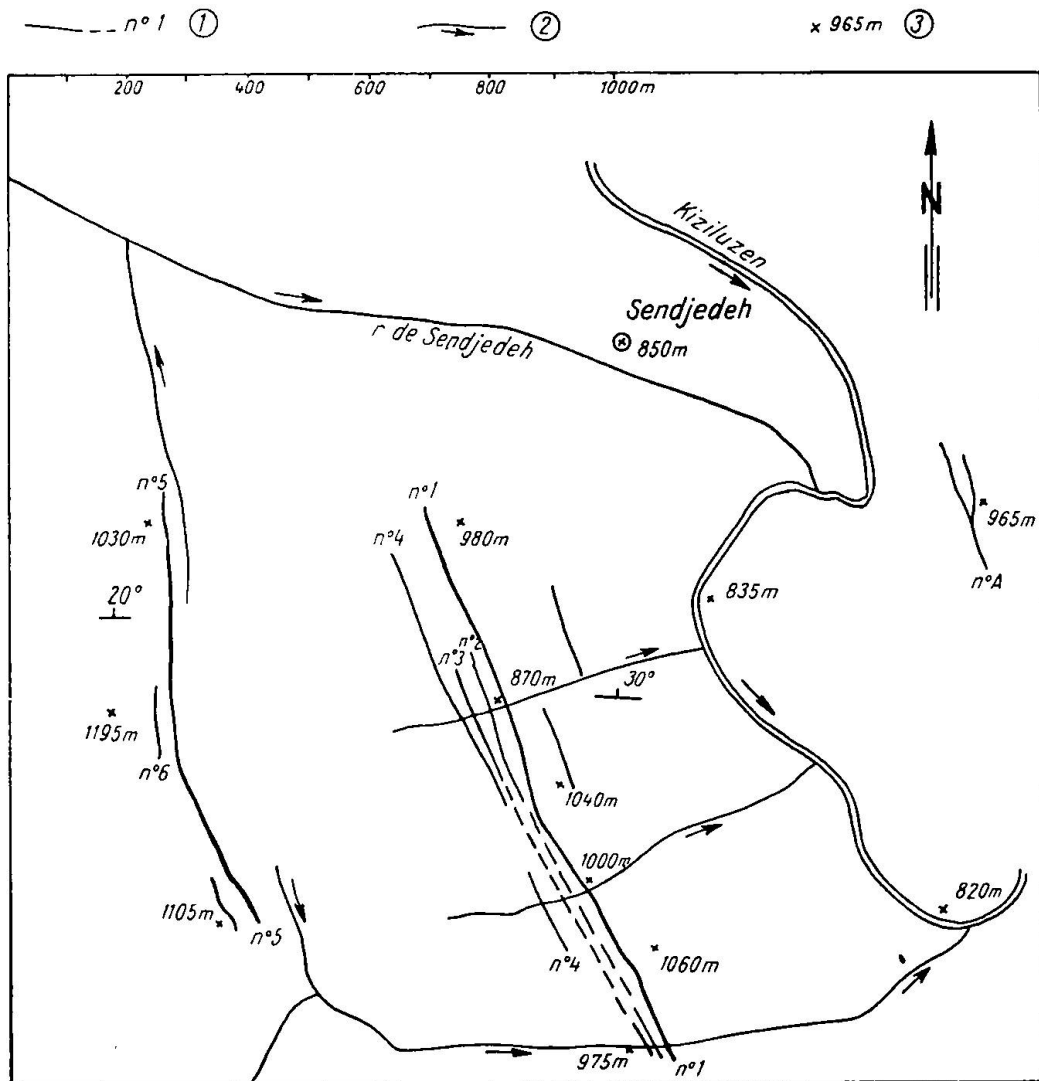 n°1 ① ② 965m ③
200 400 600 800 1000m
N
Kiziluzen
Sendjedeh
850m
r de Sendjedeh
n°5
1030m
n°1
980m
n°4
965m
n°A
20°
835m
n°2
n°3
870m
30°
1195m
n°6
1040m
1000m
1105m
n°5
820m
n°4
1060m
975m
n°1